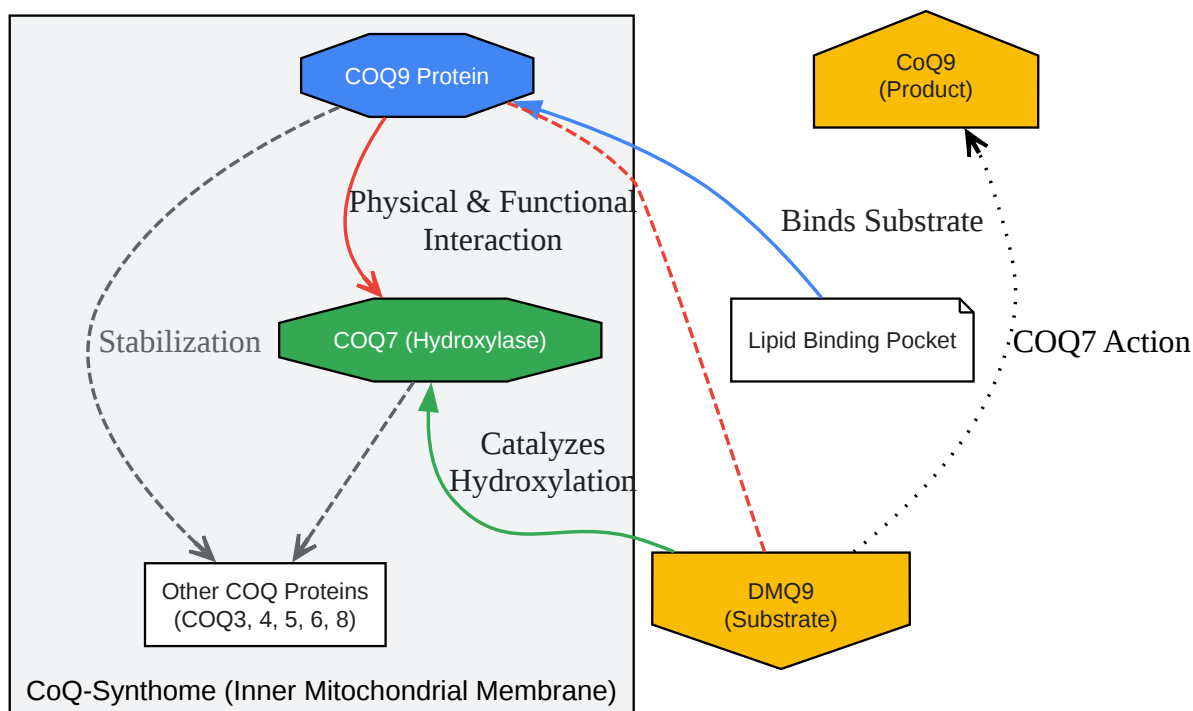 COQ9 Protein
CoQ9
(Product)
Physical & Functional
Interaction
Binds Substrate
Stabilization
COQ7 (Hydroxylase)
Lipid Binding Pocket
COQ7 Action
Catalyzes
Hydroxylation
Other COQ Proteins
(COQ3, 4, 5, 6, 8)
DMQ9
(Substrate)
CoQ-Synthome (Inner Mitochondrial Membrane)